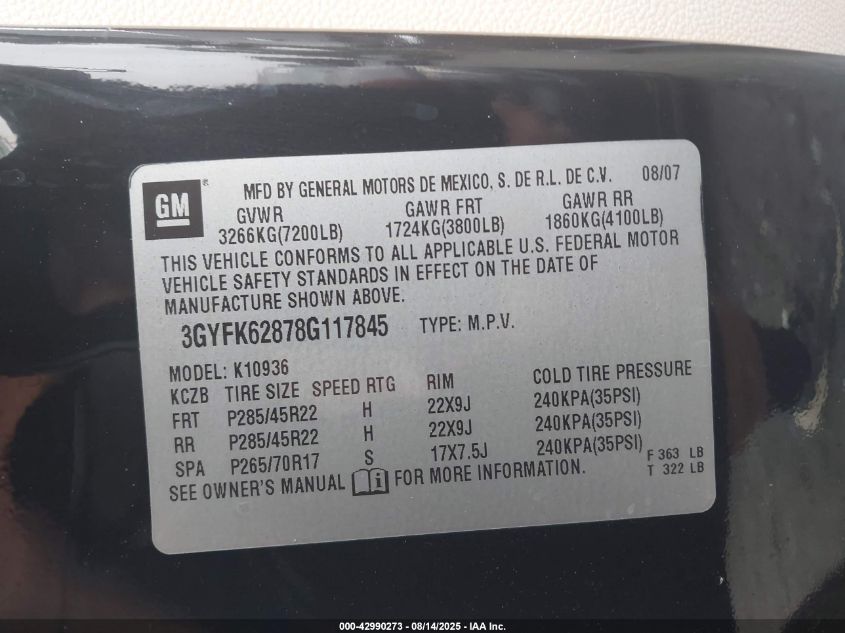 GM ®
MFD BY GENERAL MOTORS DE MEXICO, S. DE R.L. DE C.V. 08/07
GVWR GAWR FRT GAWR RR
3266KG(7200LB) 1724KG(3800LB) 1860KG(4100LB)
THIS VEHICLE CONFORMS TO ALL APPLICABLE U.S. FEDERAL MOTOR
VEHICLE SAFETY STANDARDS IN EFFECT ON THE DATE OF
MANUFACTURE SHOWN ABOVE.
3GYFK62878G117845 TYPE: M.P.V.
MODEL: K10936
KCZB TIRE SIZE SPEED RTG RIM COLD TIRE PRESSURE
FRT P285/45R22 H 22X9J 240KPA(35PSI)
RR P285/45R22 H 22X9J 240KPA(35PSI)
SPA P265/70R17 S 17X7.5J 240KPA(35PSI) F 363 LB
T 322 LB
SEE OWNER'S MANUAL i FOR MORE INFORMATION.
000-42990273 - 08/14/2025 - IAA Inc.